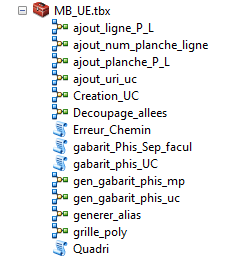 MB_UE.tbx
ajout_ligne_P_L
ajout_num_planche_ligne
ajout_planche_P_L
ajout_uri_uc
Creation_UC
Decoupage_allees
Erreur_Chemin
gabarit_Phis_Sep_facul
gabarit_phis_UC
gen_gabarit_phis_mp
gen_gabarit_phis_uc
generer_alias
grille_poly
Quadri